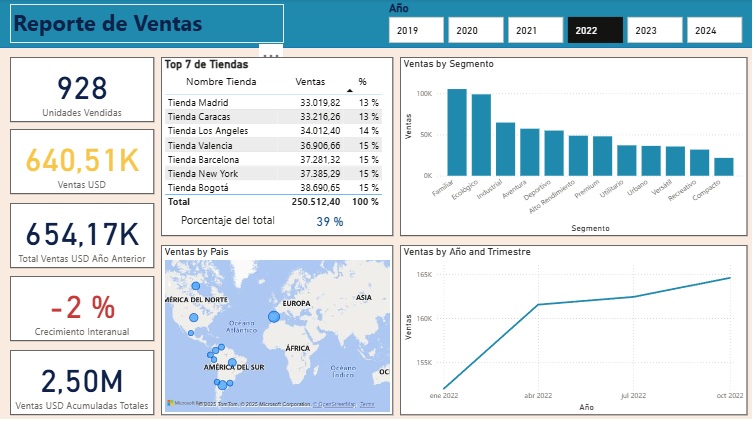 Reporte de Ventas
Año
2019 2020 2021 2022 2023 2024
928
Unidades Vendidas
640,51K
Ventas USD
654,17K
Total Ventas USD Año Anterior
-2 %
Crecimiento Interanual
2,50M
Ventas USD Acumuladas Totales
Top 7 de Tiendas
Nombre Tienda Ventas %
Tienda Madrid 33.019,82 13 %
Tienda Caracas 33.216,26 13 %
Tienda Los Angeles 34.012,40 14 %
Tienda Valencia 36.906,66 15 %
Tienda Barcelona 37.281,32 15 %
Tienda New York 37.385,29 15 %
Tienda Bogotá 38.690,65 15 %
Total 250.512,40 100 %
Porcentaje del total 39 %
Ventas by Segmento
Ventas
100K
50K
0K
Familiar
Ecológico
Industrial
Aventura
Deportivo
Alto Rendimiento
Premium
Utilitario
Urbano
Versátil
Recreativo
Compacto
Segmento
Ventas by Pais
MÉRICA DEL NORTE
EUROPA
ASIA
Océano
Atlántico
ÁFRICA
AMÉRICA DEL SUR
Océano
Índico
OC
© 2025 TomTom, © 2025 Microsoft Corporation, © OpenStreetMap Terms
Ventas by Año and Trimestre
Ventas
165K
160K
155K
ene 2022 abr 2022 jul 2022 oct 2022
Año